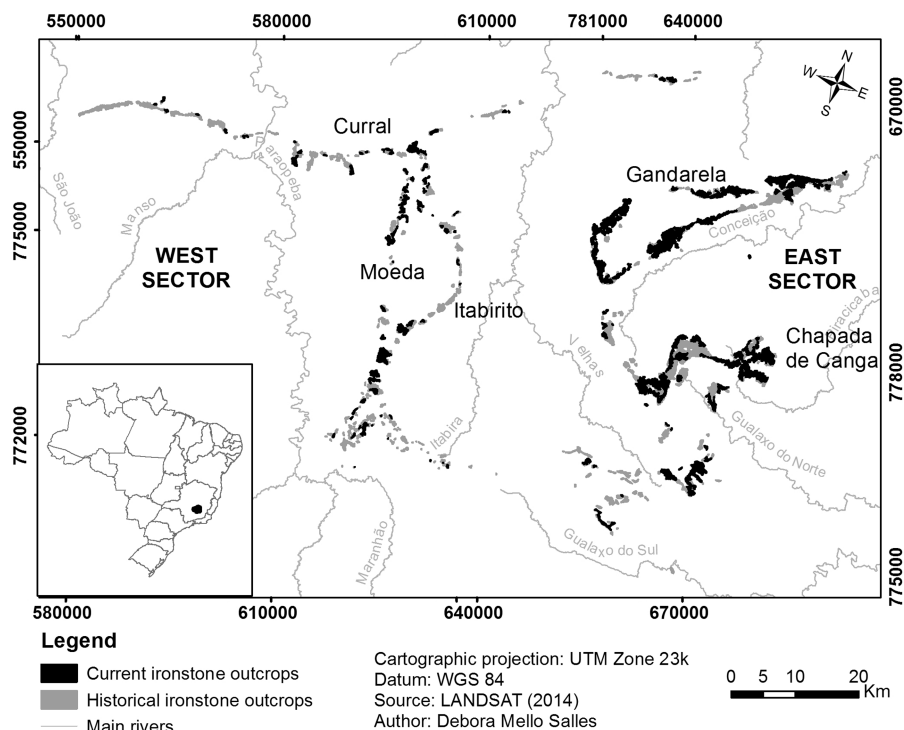 550000
580000
610000
781000
640000
N
W
E
S
670000
550000
Curral
Paraopeba
Gandarela
São João
Manso
Conceição
7775000
WEST
SECTOR
EAST
SECTOR
Moeda
Itabirito
Piracicaba
Velhas
Chapada
de Canga
778000
772000
Itabira
Gualaxo do Norte
Gualaxo do Sul
Maranhão
775000
580000
610000
640000
670000
Legend
Current ironstone outcrops
Historical ironstone outcrops
Main rivers
Cartographic projection: UTM Zone 23k
Datum: WGS 84
Source: LANDSAT (2014)
Author: Debora Mello Salles
0 5 10 20
Km